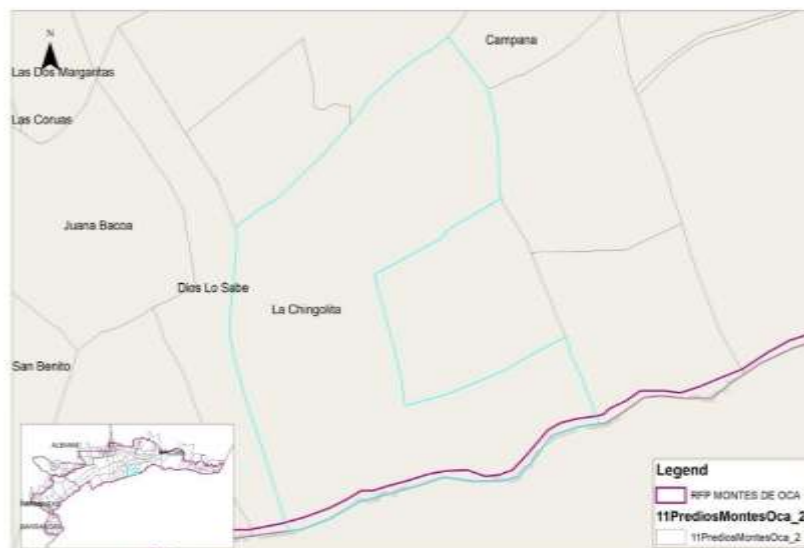 Campana
N
Las Dos Margaritas
Las Coruas
Juana Bacoa
Dios Lo Sabe
La Chingolita
San Benito
Legend
RFP MONTES DE OCA
11PrediosMontesOca_2
11PrediosMontesOca_2